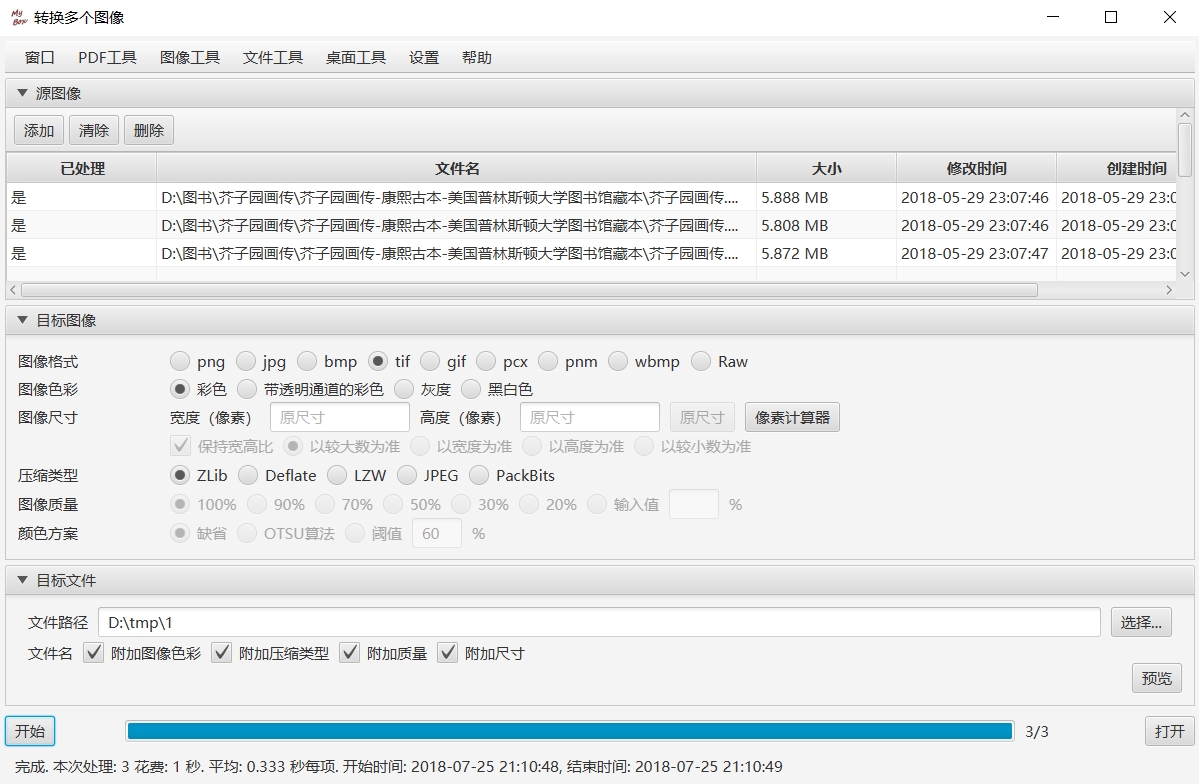 My Box 转换多个图像
窗口 PDF工具 图像工具 文件工具 桌面工具 设置 帮助
源图像
添加 清除 删除
已处理 文件名 大小 修改时间 创建时间
是 D:\图书\芥子园画传\芥子园画传-康熙古本-美国普林斯顿大学图书馆藏本\芥子园画传.... 5.888 MB 2018-05-29 23:07:46 2018-05-29 23:0
是 D:\图书\芥子园画传\芥子园画传-康熙古本-美国普林斯顿大学图书馆藏本\芥子园画传.... 5.808 MB 2018-05-29 23:07:46 2018-05-29 23:0
是 D:\图书\芥子园画传\芥子园画传-康熙古本-美国普林斯顿大学图书馆藏本\芥子园画传.... 5.872 MB 2018-05-29 23:07:47 2018-05-29 23:0
目标图像
图像格式 png jpg bmp tif gif pcx pnm wbmp Raw
图像色彩 彩色 带透明通道的彩色 灰度 黑白色
图像尺寸 宽度（像素） 原尺寸 高度（像素） 原尺寸 原尺寸 像素计算器
保持宽高比 以较大数为准 以宽度为准 以高度为准 以较小数为准
压缩类型 ZLib Deflate LZW JPEG PackBits
图像质量 100% 90% 70% 50% 30% 20% 输入值 %
颜色方案 缺省 OTSU算法 阈值 60 %
目标文件
文件路径 D:\tmp\1 选择...
文件名 附加图像色彩 附加压缩类型 附加质量 附加尺寸
预览
开始 3/3 打开
完成. 本次处理: 3 花费: 1 秒. 平均: 0.333 秒每项. 开始时间: 2018-07-25 21:10:48, 结束时间: 2018-07-25 21:10:49